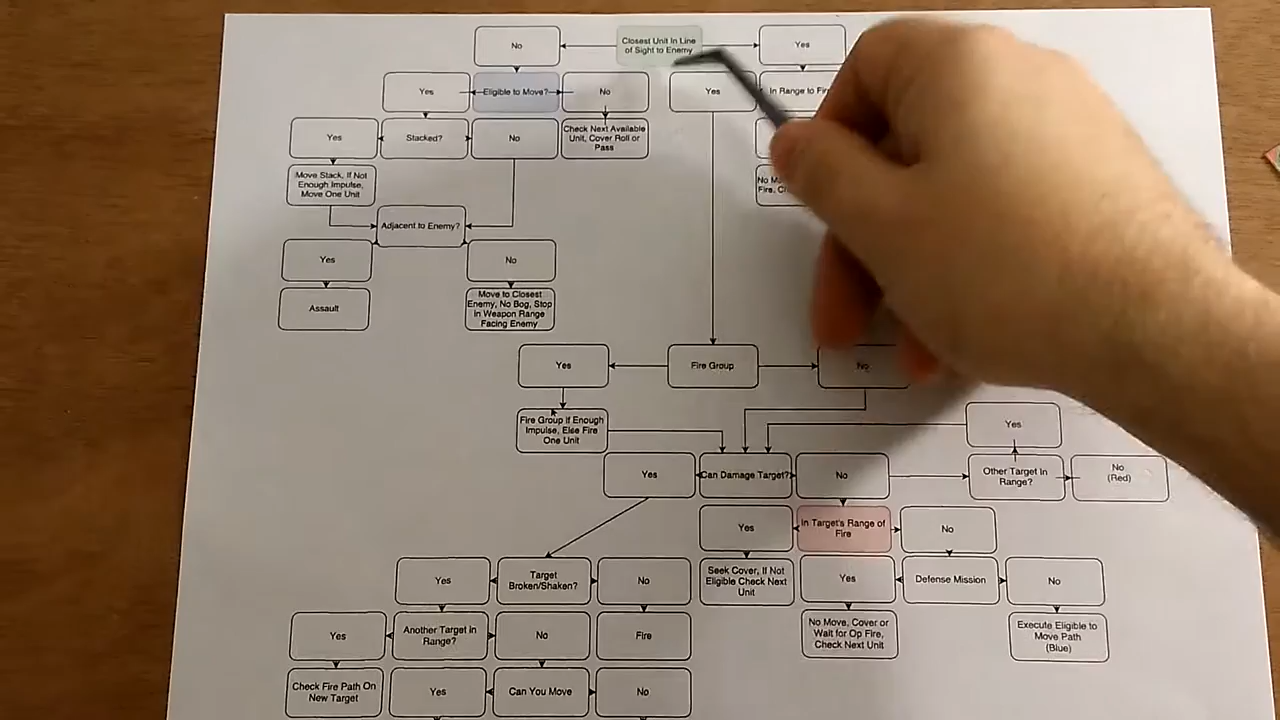 No
Closest Unit In Line
of Sight to Enemy
Yes
Yes
Eligible to Move?
No
Yes
In Range to
Yes
Stacked?
No
Check Next Available
Unit, Cover Roll or
Pass
Move Stack, If Not
Enough Impulse,
Move One Unit
No
Fire,
Adjacent to Enemy?
Yes
No
Assault
Move to Closest
Enemy, No Bog, Stop
In Weapon Range
Facing Enemy
Yes
Fire Group
No
Fire Group if Enough
Impulse, Else Fire
One Unit
Yes
Yes
Can Damage Target?
No
Other Target In
Range?
No
(Red)
Yes
In Target's Range of
Fire
No
Yes
Target
Broken/Shaken?
No
Seek Cover, If Not
Eligible Check Next
Unit
Yes
Defense Mission
No
Yes
Another Target In
Range?
No
Fire
No Move, Cover or
Wait for Op Fire,
Check Next Unit
Execute Eligible to
Move Path
(Blue)
Check Fire Path On
New Target
Yes
Can You Move
No